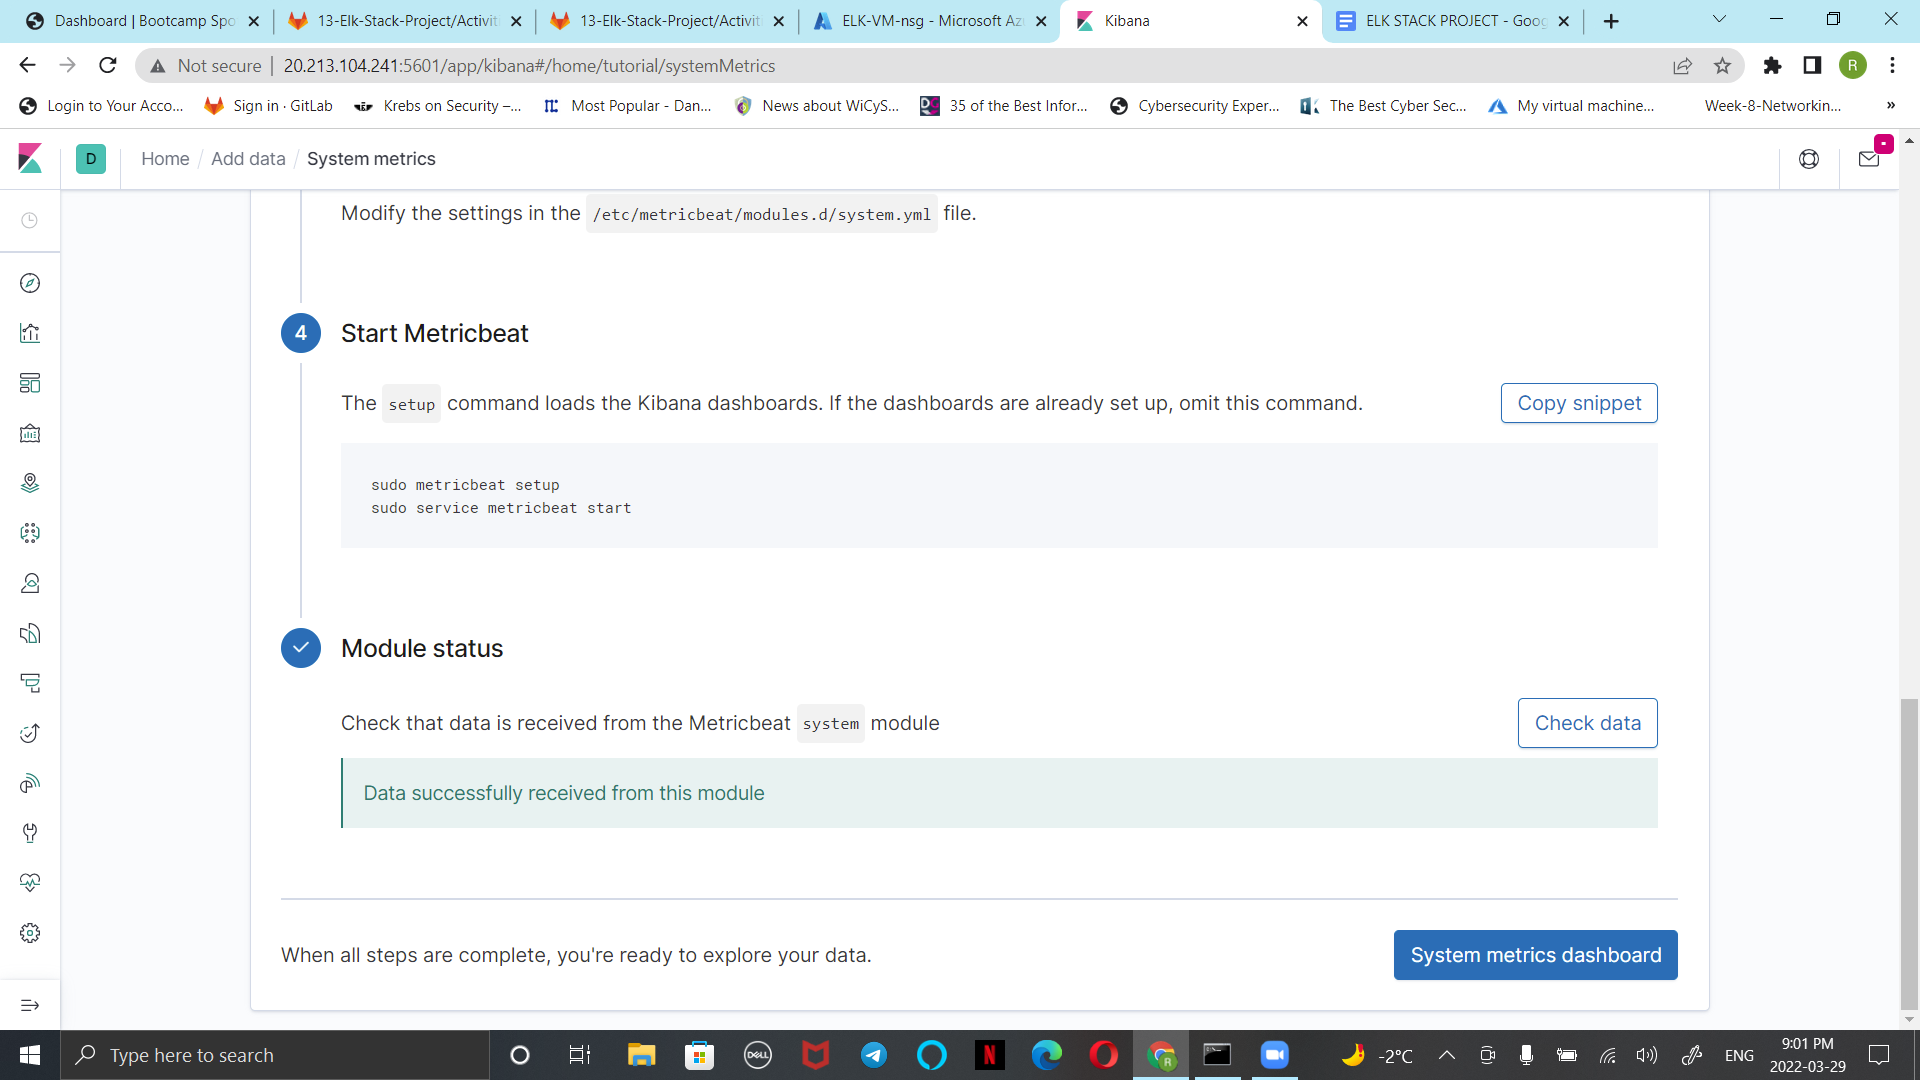 Dashboard | Bootcamp Spo
13-Elk-Stack-Project/Activit
13-Elk-Stack-Project/Activit
ELK-VM-nsg - Microsoft Az
Kibana
ELK STACK PROJECT - Goog
Not secure | 20.213.104.241:5601/app/kibana#/home/tutorial/systemMetrics
R
Login to Your Acco...
Sign in · GitLab
Krebs on Security –...
Most Popular - Dan...
News about WiCyS...
35 of the Best Infor...
Cybersecurity Exper...
The Best Cyber Sec...
My virtual machine...
Week-8-Networkin...
»
D
Home / Add data / System metrics
Modify the settings in the /etc/metricbeat/modules.d/system.yml file.
4
Start Metricbeat
The setup command loads the Kibana dashboards. If the dashboards are already set up, omit this command.
Copy snippet
sudo metricbeat setup
sudo service metricbeat start
Module status
Check that data is received from the Metricbeat system module
Check data
Data successfully received from this module
When all steps are complete, you're ready to explore your data.
System metrics dashboard
Type here to search
DELL
N
R
-2°C
ENG
9:01 PM
2022-03-29